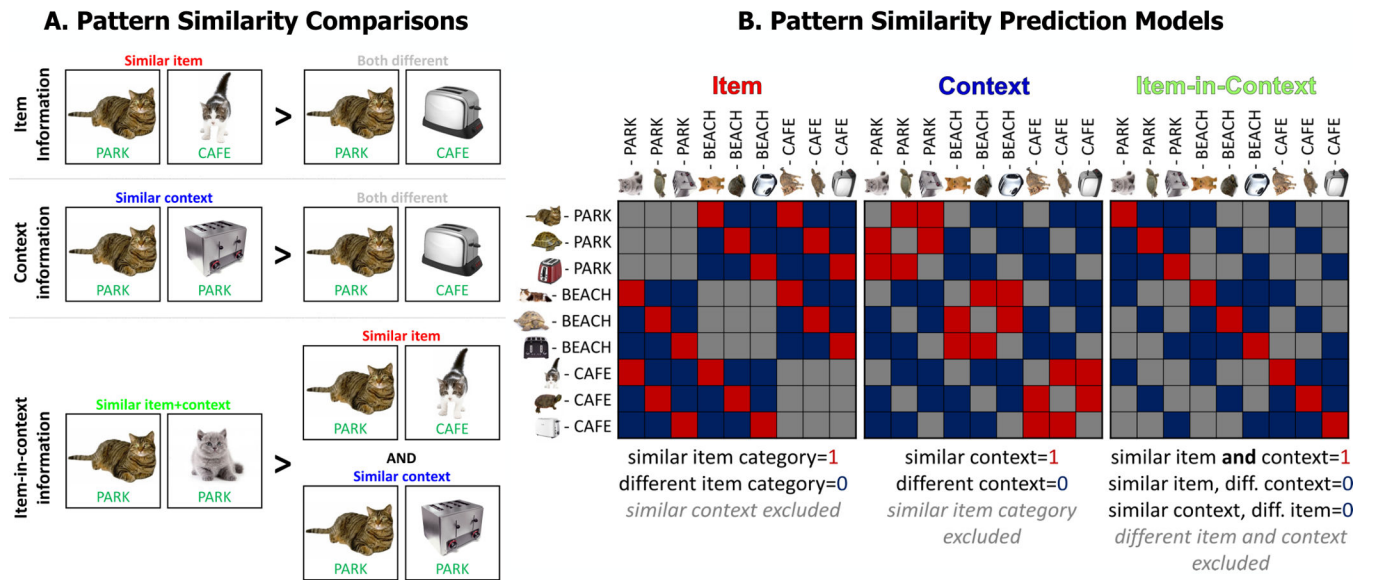 A. Pattern Similarity Comparisons
Item
Information
Similar item
PARK
CAFE
>
Both different
PARK
CAFE
Context
information
Similar context
PARK
PARK
>
Both different
PARK
CAFE
Item-in-context
information
Similar item+context
PARK
PARK
>
Similar item
PARK
CAFE
AND
Similar context
PARK
PARK
B. Pattern Similarity Prediction Models
Item
Context
Item-in-Context
- PARK
- PARK
- PARK
- BEACH
- BEACH
- BEACH
- CAFE
- CAFE
- CAFE
- PARK
- PARK
- PARK
- BEACH
- BEACH
- BEACH
- CAFE
- CAFE
- CAFE
- PARK
- PARK
- PARK
- BEACH
- BEACH
- BEACH
- CAFE
- CAFE
- CAFE
- PARK
- PARK
- PARK
- BEACH
- BEACH
- BEACH
- CAFE
- CAFE
- CAFE
similar item category=1
different item category=0
similar context excluded
similar context=1
different context=0
similar item category
excluded
similar item and context=1
similar item, diff. context=0
similar context, diff. item=0
different item and context
excluded